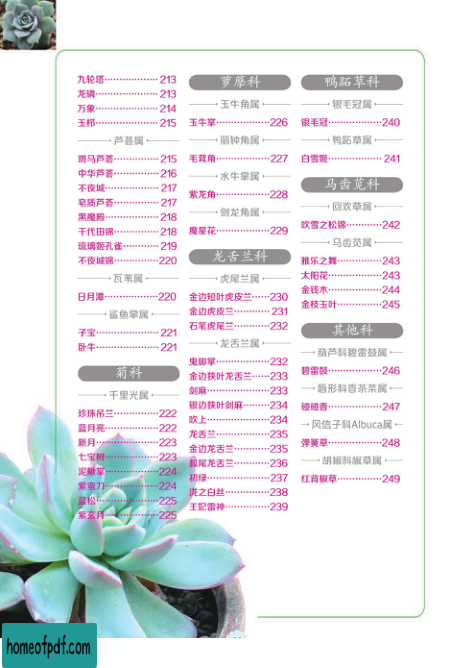 九轮塔………………213
龙鳞………………213
万象………………214
玉栉………………215
芦荟属
斑马芦荟…………215
中华芦荟…………216
不夜城……………217
皂质芦荟…………217
黑魔殿……………218
千代田锦…………218
琉璃姬孔雀………219
不夜城锦…………220
瓦苇属
日月潭……………220
鲨鱼掌属
子宝………………221
卧牛………………221
菊科
千里光属
珍珠吊兰…………222
蓝月亮……………222
新月………………223
七宝树……………223
泥鳅掌……………224
紫蛮刀……………224
蓝松………………225
紫玄月……………225
萝藦科
玉牛角属
玉牛掌……………226
丽钟角属
毛茸角……………227
水牛掌属
紫龙角……………228
剑龙角属
魔星花……………229
龙舌兰科
虎尾兰属
金边短叶虎皮兰……230
金边虎皮兰………231
石笔虎尾兰………232
龙舌兰属
鬼脚掌……………232
金边狭叶龙舌兰……233
剑麻………………233
银边狭叶剑麻……234
吹上………………234
龙舌兰……………235
金边龙舌兰………235
狐尾龙舌兰………236
初绿………………237
泷之白丝…………238
王妃雷神…………239
鸭跖草科
银毛冠属
银毛冠……………240
鸭跖草属
白雪姬……………241
马齿苋科
回欢草属
吹雪之松锦………242
马齿苋属
雅乐之舞…………243
太阳花……………243
金钱木……………244
金枝玉叶…………245
其他科
葫芦科碧雷鼓属
碧雷鼓……………246
唇形科香茶菜属
碰碰香……………247
风信子科Albuca属
弹簧草……………248
胡椒科椒草属
红背椒草…………249
homeofpdf.com